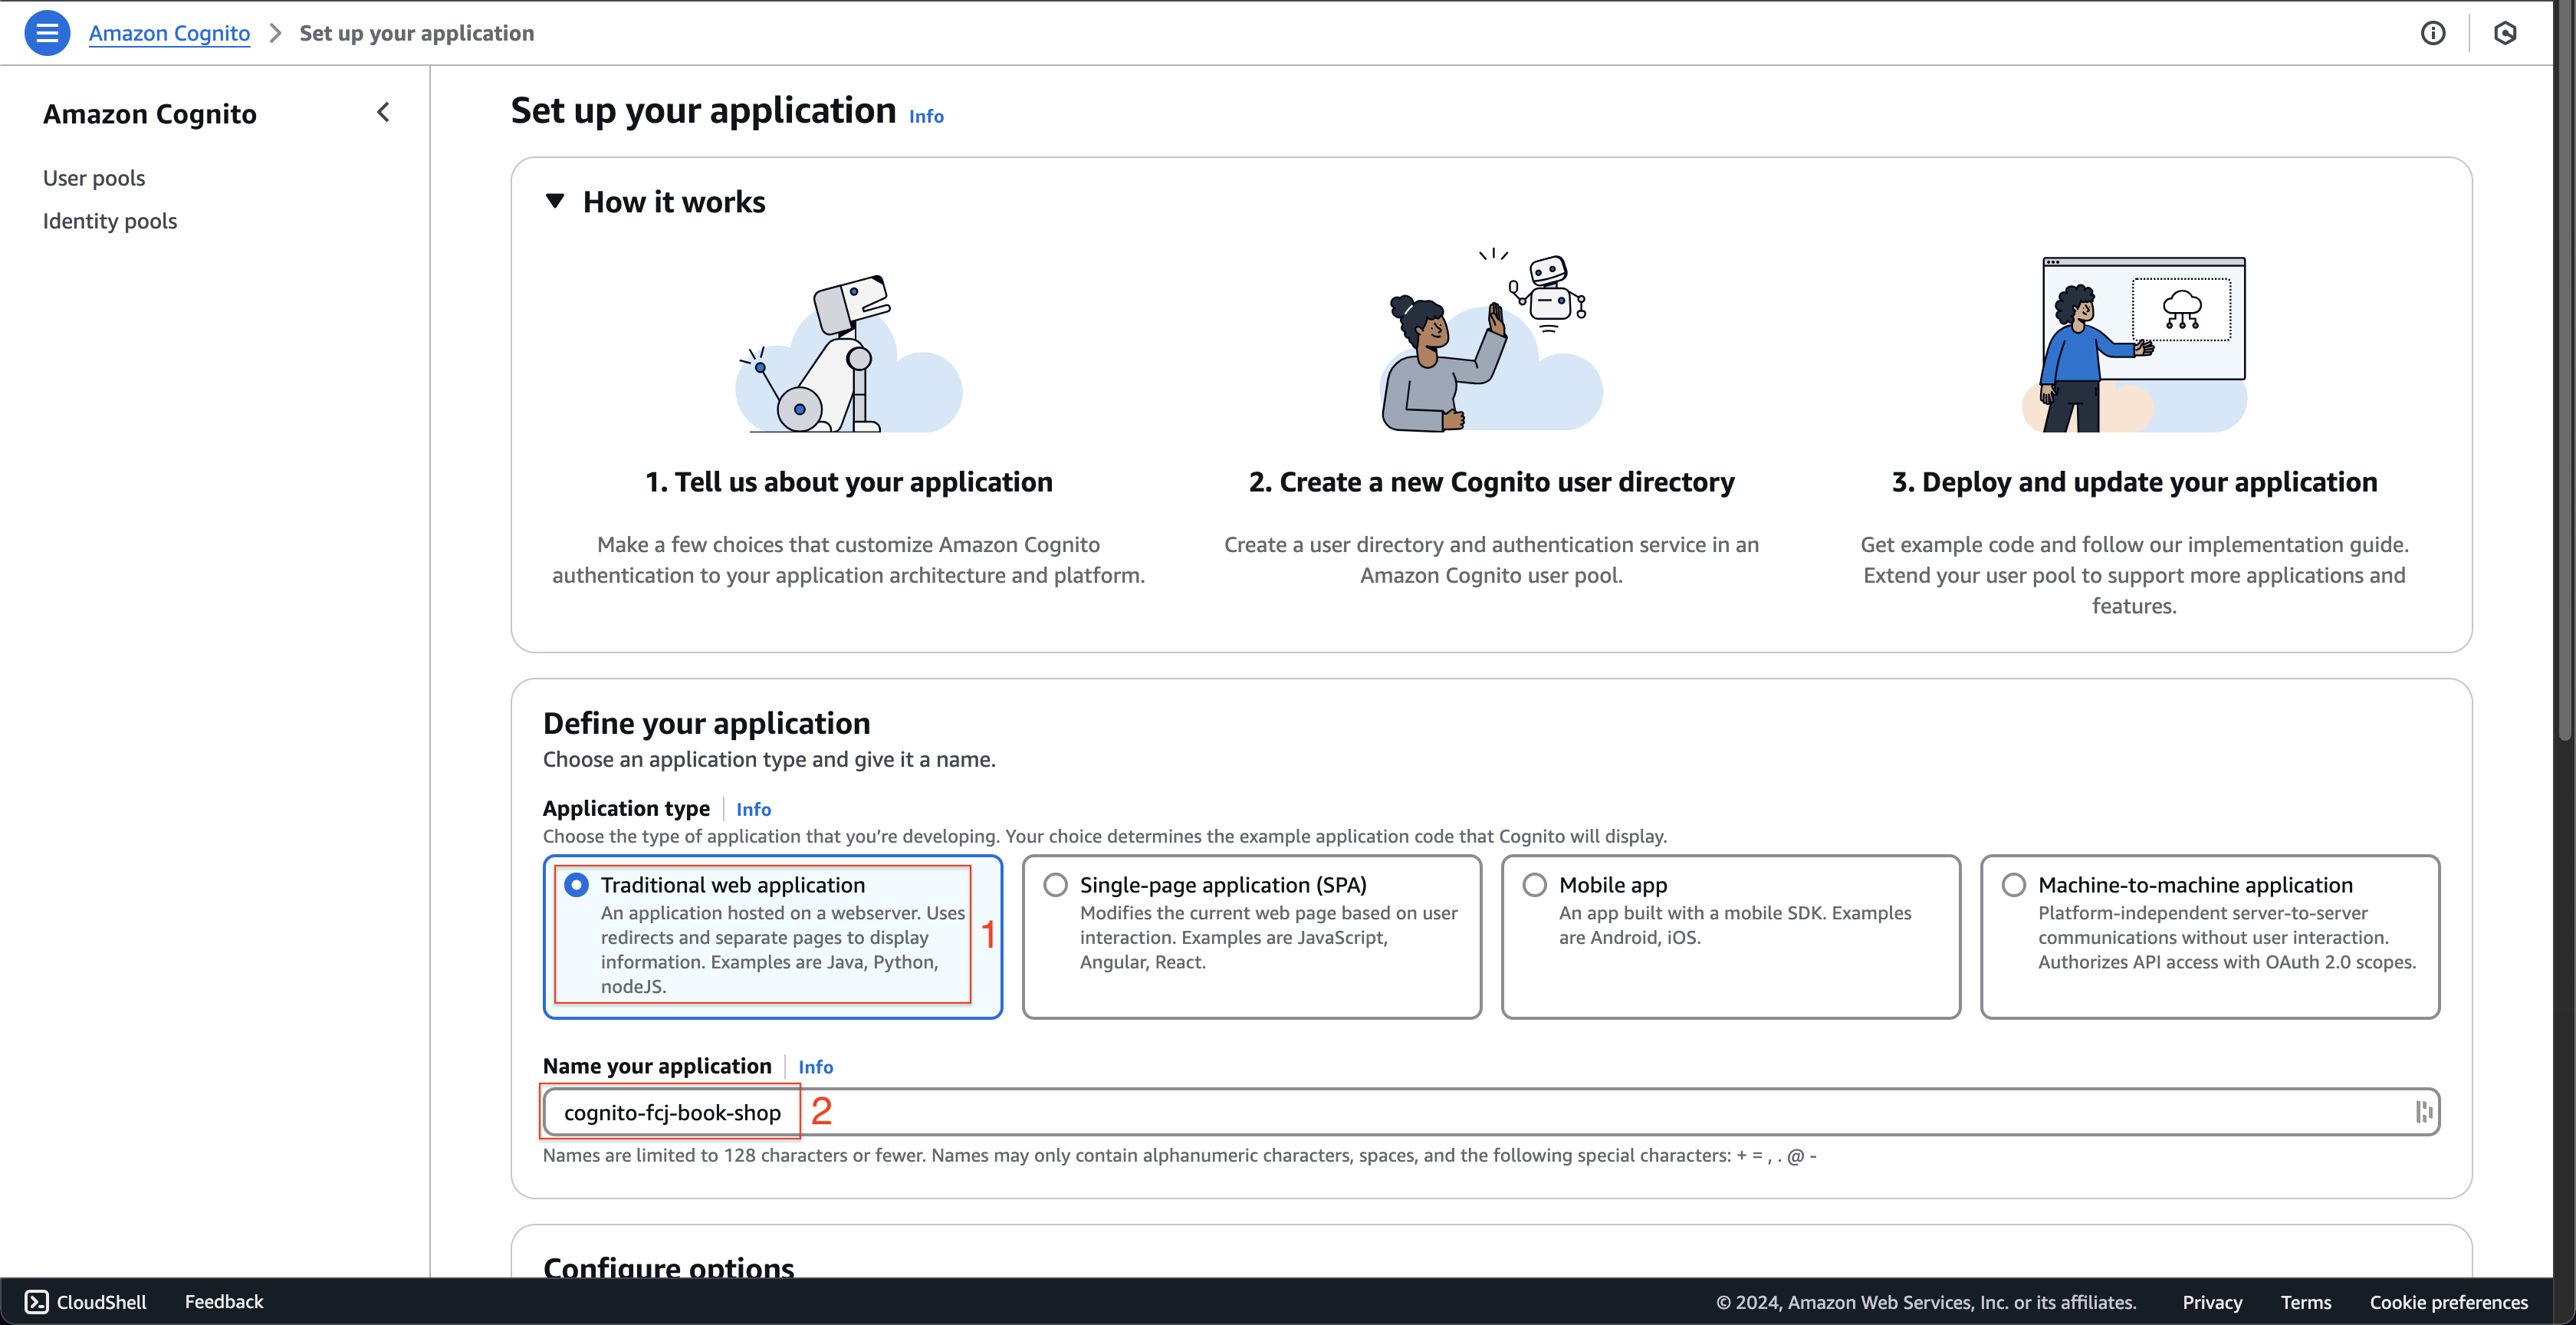 Amazon Cognito > Set up your application
Amazon Cognito
User pools
Identity pools
Set up your application Info
How it works
1. Tell us about your application
Make a few choices that customize Amazon Cognito
authentication to your application architecture and platform.
2. Create a new Cognito user directory
Create a user directory and authentication service in an
Amazon Cognito user pool.
3. Deploy and update your application
Get example code and follow our implementation guide.
Extend your user pool to support more applications and
features.
Define your application
Choose an application type and give it a name.
Application type Info
Choose the type of application that you’re developing. Your choice determines the example application code that Cognito will display.
Traditional web application
An application hosted on a webserver. Uses
redirects and separate pages to display
information. Examples are Java, Python,
nodeJS.
1
Single-page application (SPA)
Modifies the current web page based on user
interaction. Examples are JavaScript,
Angular, React.
Mobile app
An app built with a mobile SDK. Examples
are Android, iOS.
Machine-to-machine application
Platform-independent server-to-server
communications without user interaction.
Authorizes API access with OAuth 2.0 scopes.
Name your application Info
cognito-fcj-book-shop 2
Names are limited to 128 characters or fewer. Names may only contain alphanumeric characters, spaces, and the following special characters: + = , . @ -
Configure options
CloudShell Feedback © 2024, Amazon Web Services, Inc. or its affiliates. Privacy Terms Cookie preferences